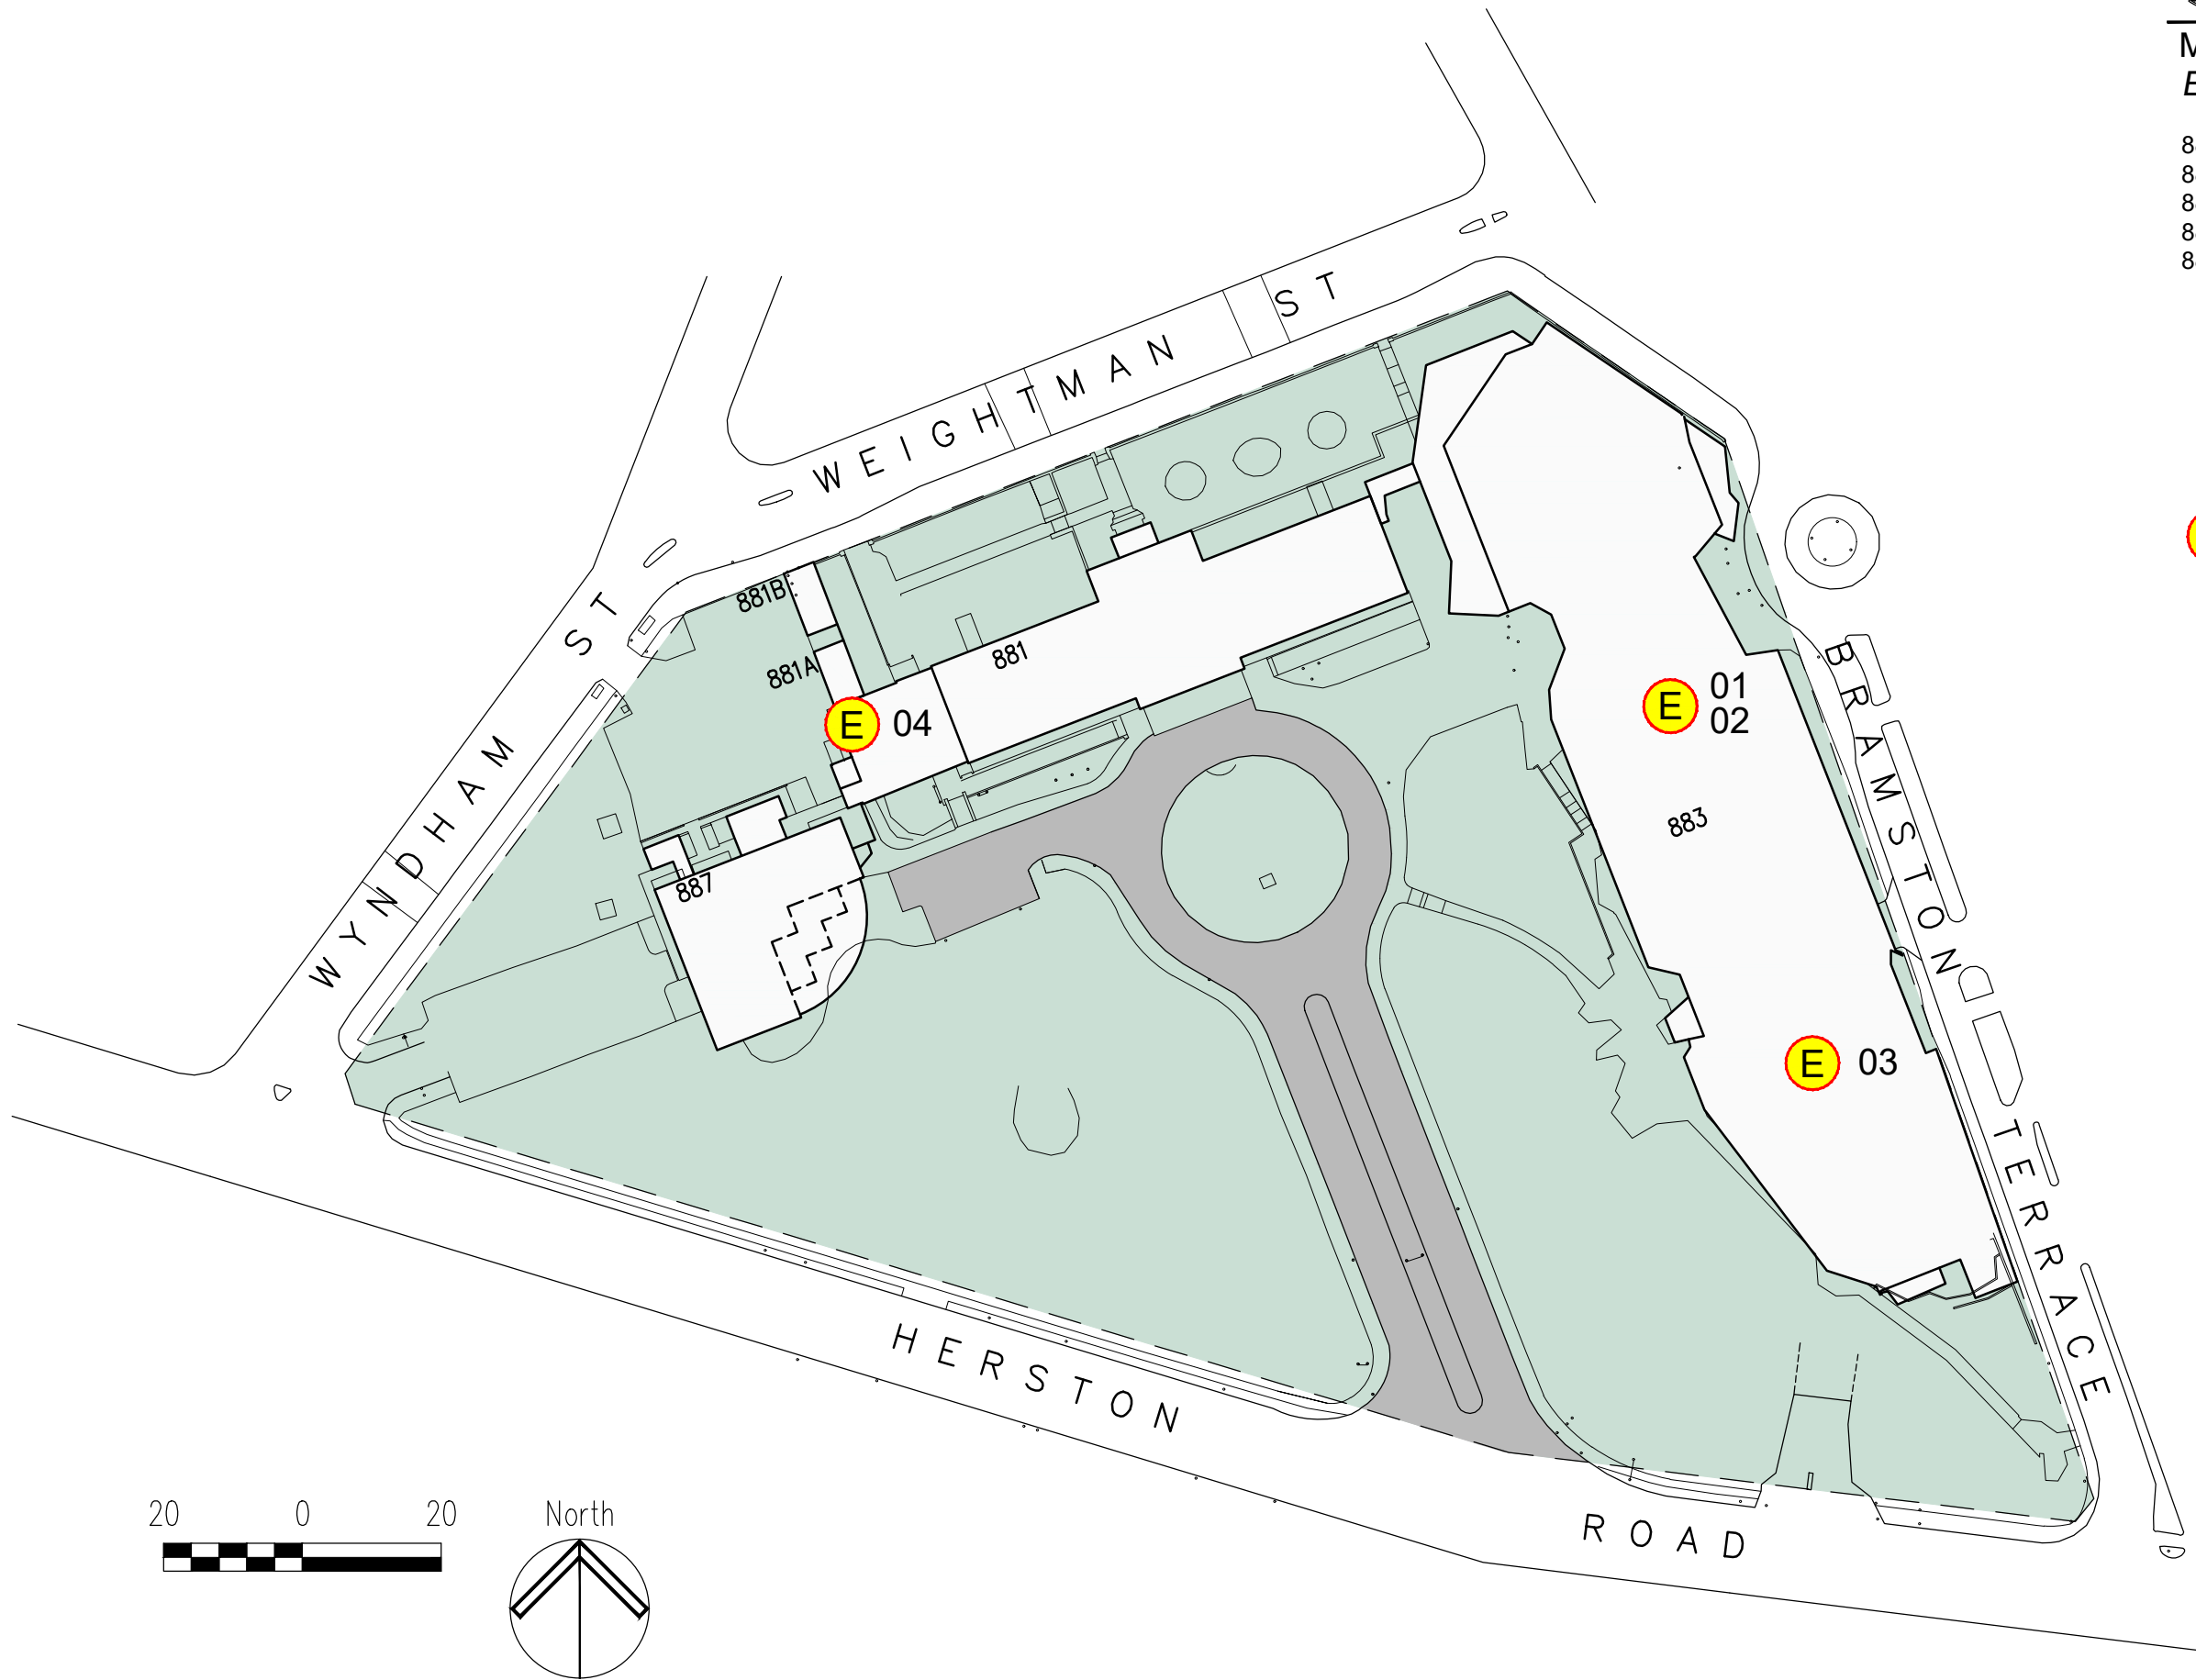 WEIGHTMAN ST
WYNDHAM ST
881B
881A
881
E 04
E 01
02
BRAMSTON TERRACE
883
887
E 03
HERSTON ROAD
20 0 20
North